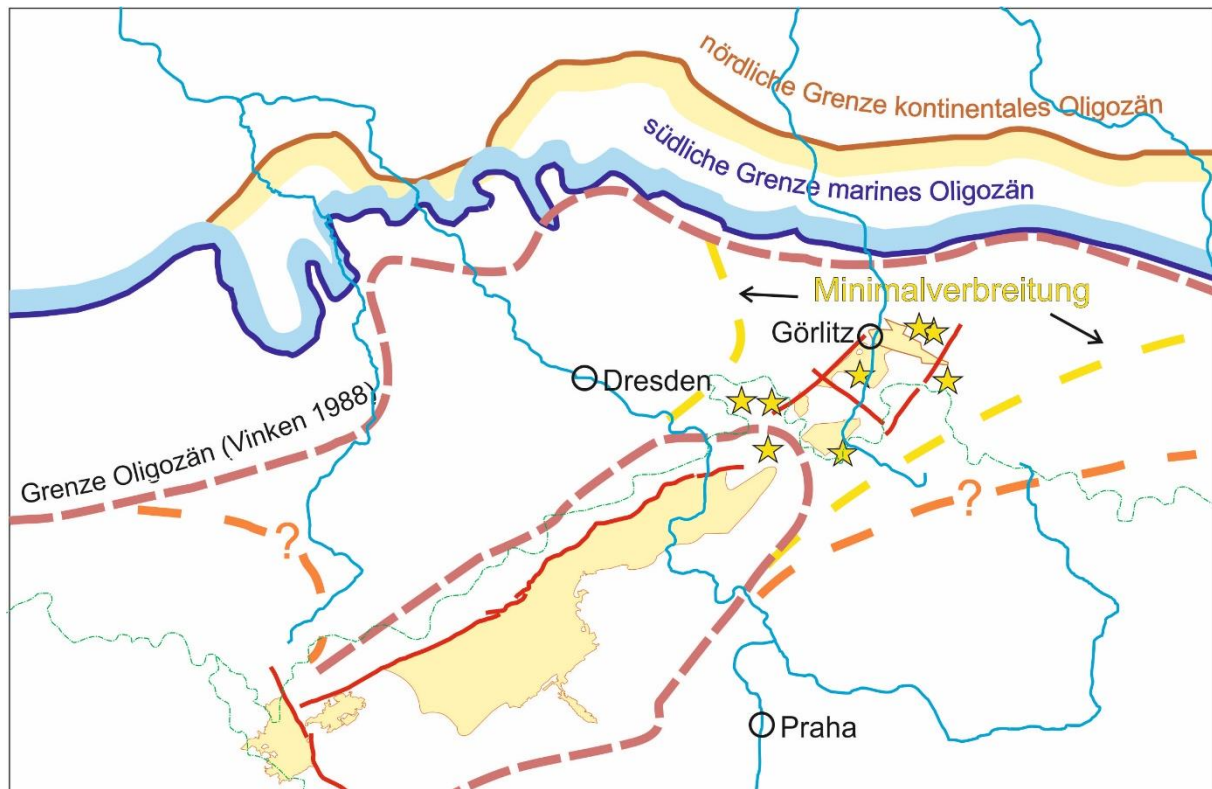 nördliche Grenze kontinentales Oligozän
südliche Grenze marines Oligozän
Minimalverbreitung
Görlitz
Dresden
Grenze Oligozän (Vinken 1988)
?
?
Praha